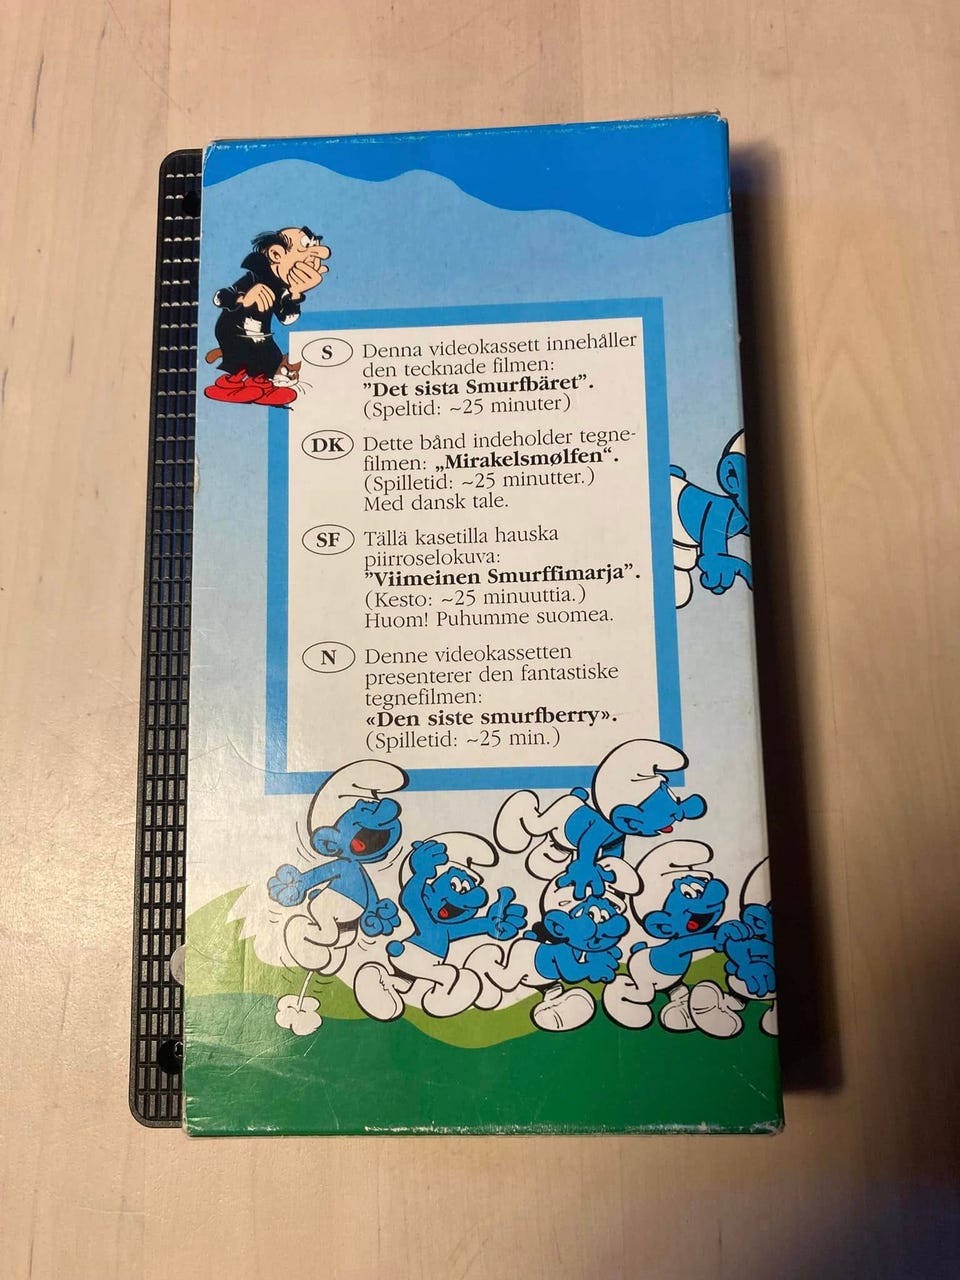 S
Denna videokassett innehåller
den tecknade filmen:
”Det sista Smurfbäret”.
(Speltid: ~25 minuter)
DK
Dette bånd indeholder tegne-
filmen: „Mirakelsmølfen“.
(Spilletid: ~25 minutter.)
Med dansk tale.
SF
Tällä kasetilla hauska
piirroselokuva:
”Viimeinen Smurffimarja”.
(Kesto: ~25 minuuttia.)
Huom! Puhumme suomea.
N
Denne videokassetten
presenterer den fantastiske
tegnefilmen:
«Den siste smurfberry».
(Spilletid: ~25 min.)